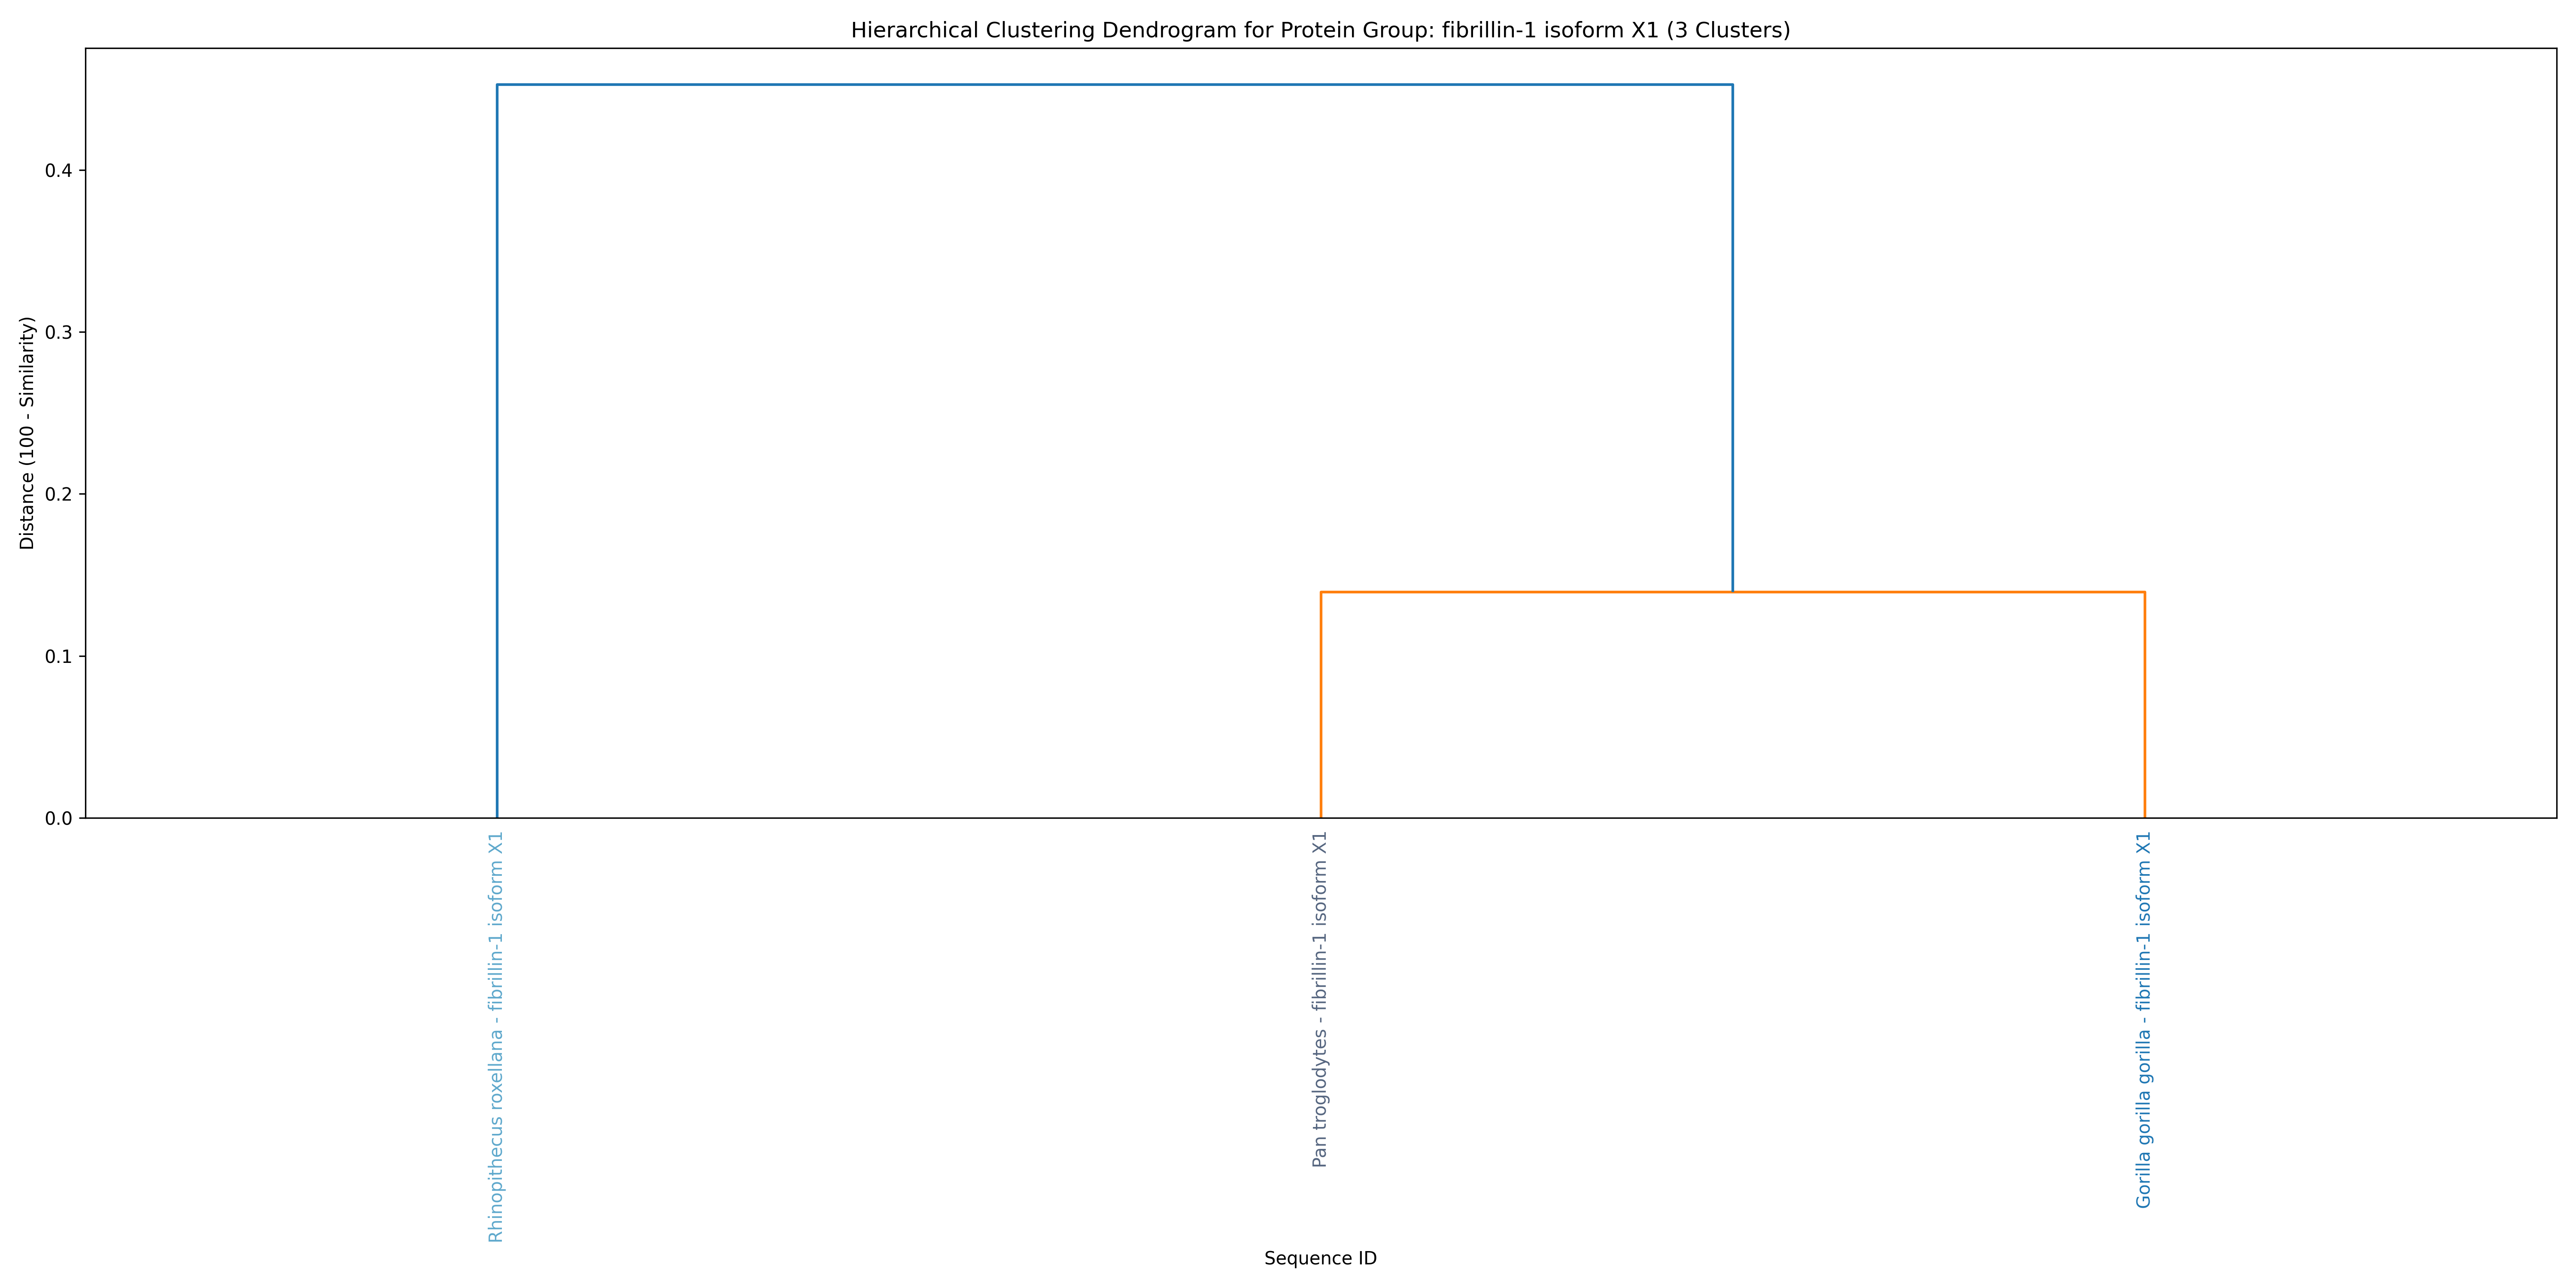 Hierarchical Clustering Dendrogram for Protein Group: fibrillin-1 isoform X1 (3 Clusters)
Distance (100 - Similarity)
0.4
0.3
0.2
0.1
0.0
Rhinopithecus roxellana - fibrillin-1 isoform X1
Pan troglodytes - fibrillin-1 isoform X1
Gorilla gorilla gorilla - fibrillin-1 isoform X1
Sequence ID